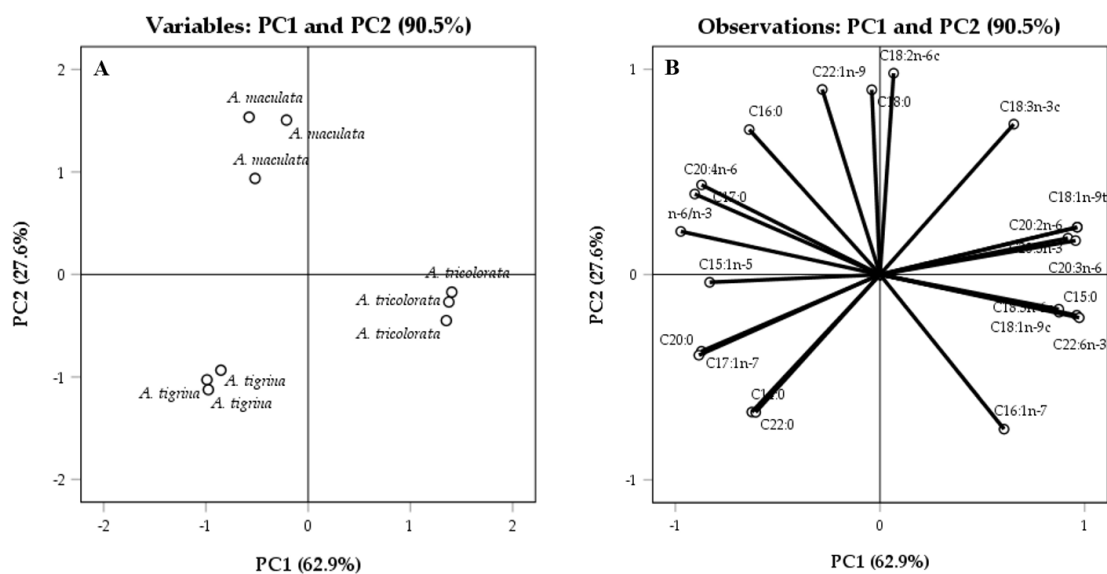 Variables: PC1 and PC2 (90.5%)
A
A. maculata
A. maculata
A. maculata
A. tricolorata
A. tricolorata
A. tricolorata
A. tigrina
A. tigrina
A. tigrina
2
1
0
-1
-2
-2
-1
0
1
2
PC2 (27.6%)
PC1 (62.9%)
Observations: PC1 and PC2 (90.5%)
B
C18:2n-6c
C22:1n-9
C18:0
C18:3n-3c
C16:0
C20:4n-6
C17:0
n-6/n-3
C18:1n-9t
C20:2n-6
C20:3n-6
C15:1n-5
C15:0
C18:1n-9c
C22:6n-3
C20:0
C17:1n-7
C22:0
C16:1n-7
1
0
-1
-1
0
1
PC2 (27.6%)
PC1 (62.9%)